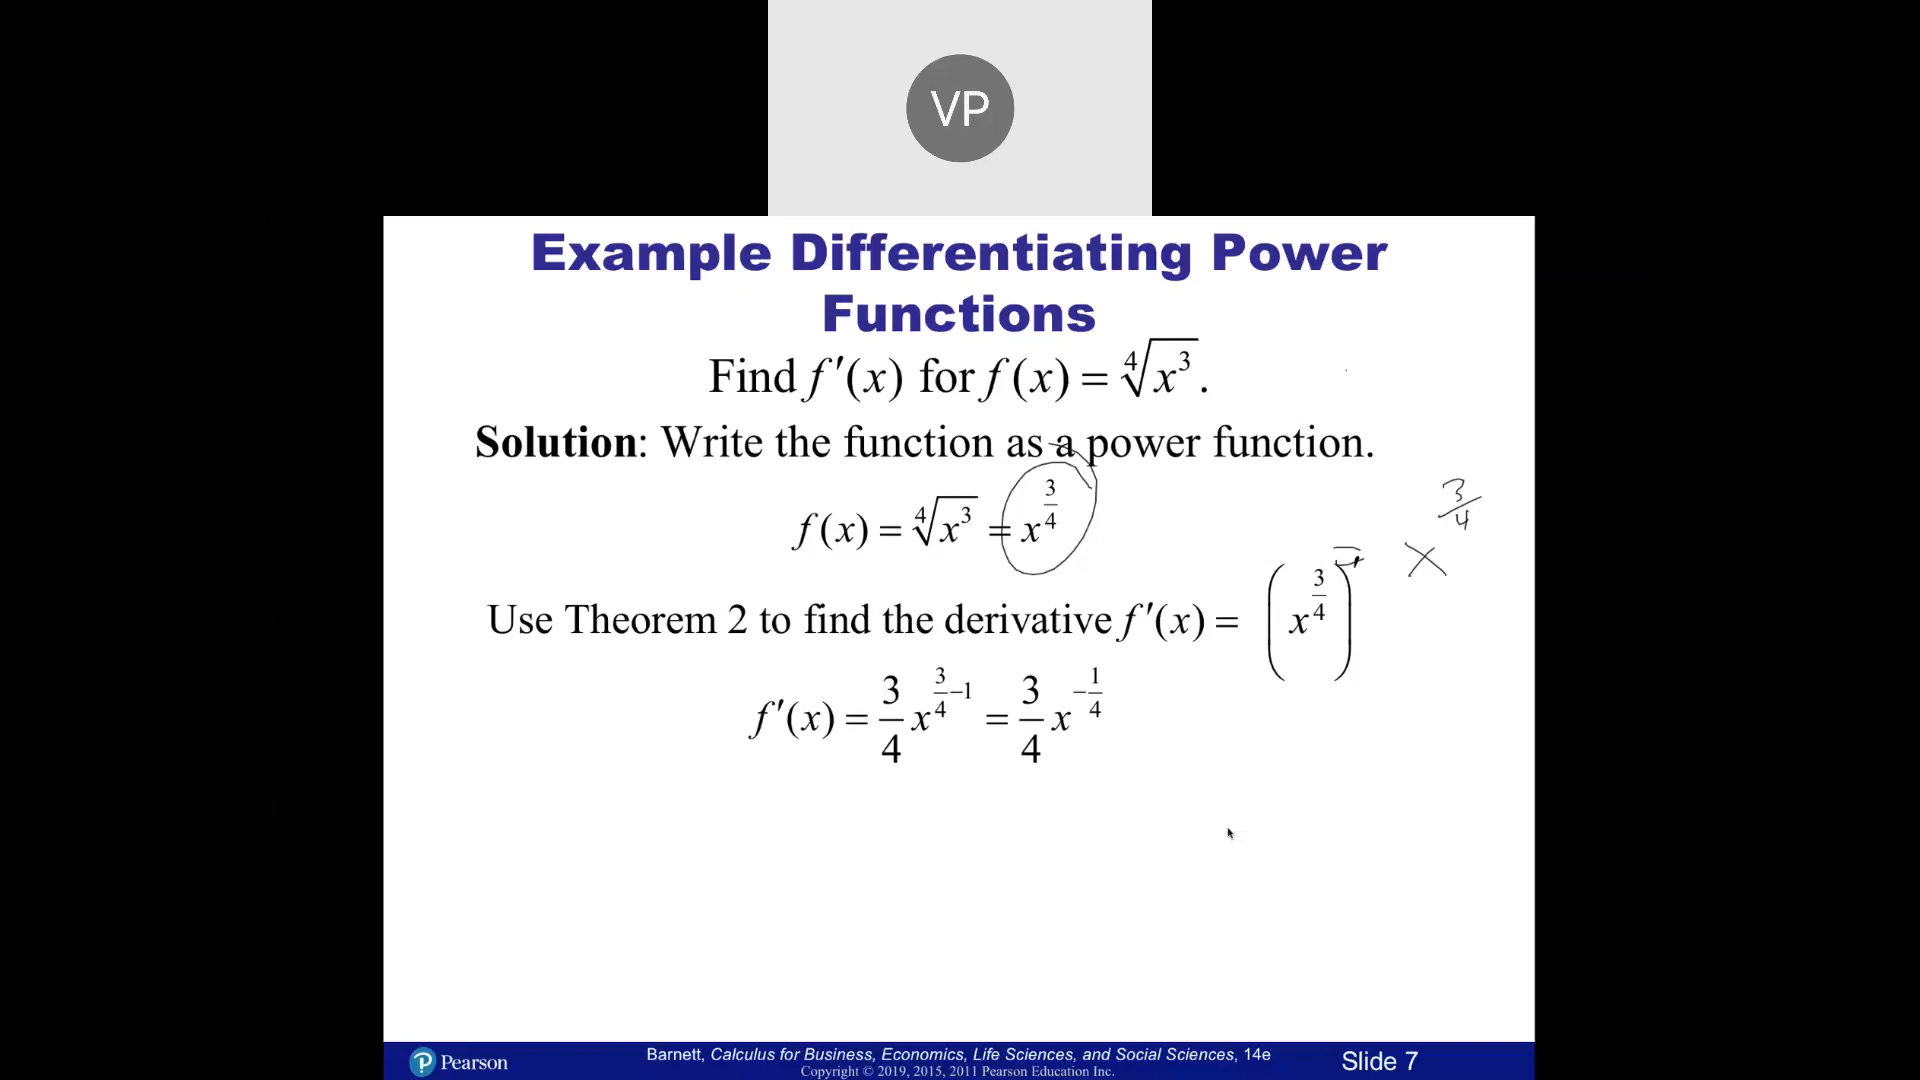 VP
Example Differentiating Power
Functions
Find f′(x) for f(x) = ∜x³.
Solution: Write the function as a power function.
f(x) = ∜x³ = x^(3/4)
x^(3/4)
Use Theorem 2 to find the derivative f′(x) = (x^(3/4))
f′(x) = 3/4 x^(3/4 − 1) = 3/4 x^(−1/4)
Pearson
Barnett, Calculus for Business, Economics, Life Sciences, and Social Sciences, 14e
Copyright © 2019, 2015, 2011 Pearson Education Inc.
Slide 7